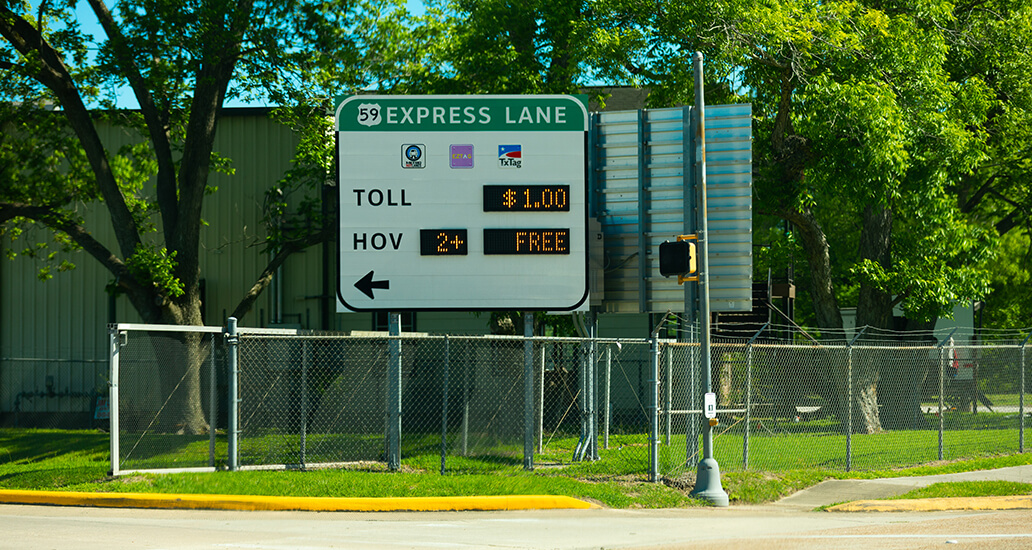 59 EXPRESS LANE
TxTag
TOLL $1.00
HOV 2+ FREE